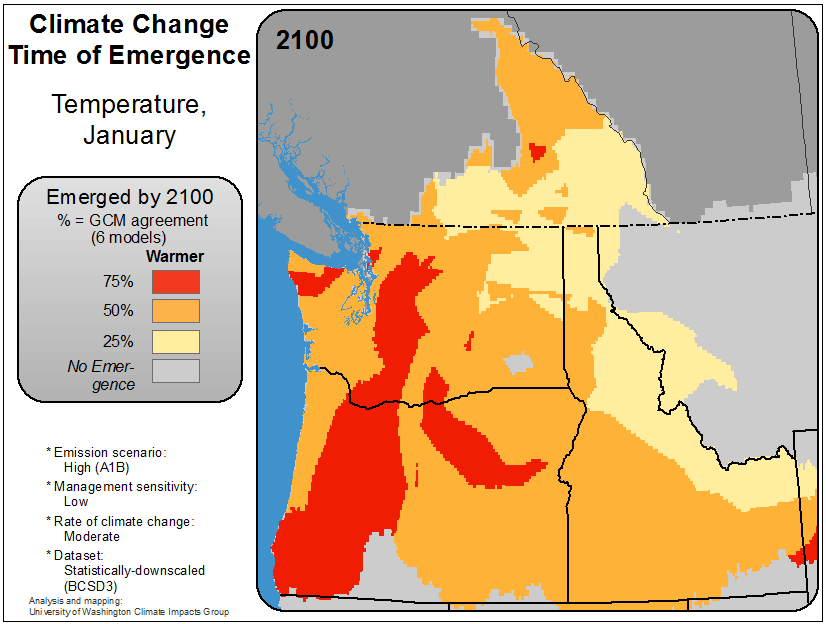 Climate Change
Time of Emergence
Temperature,
January
Emerged by 2100
% = GCM agreement
(6 models)
Warmer
75%
50%
25%
No Emer-
gence
* Emission scenario:
High (A1B)
* Management sensitivity:
Low
* Rate of climate change:
Moderate
* Dataset:
Statistically-downscaled
(BCSD3)
Analysis and mapping:
University of Washington Climate Impacts Group
2100